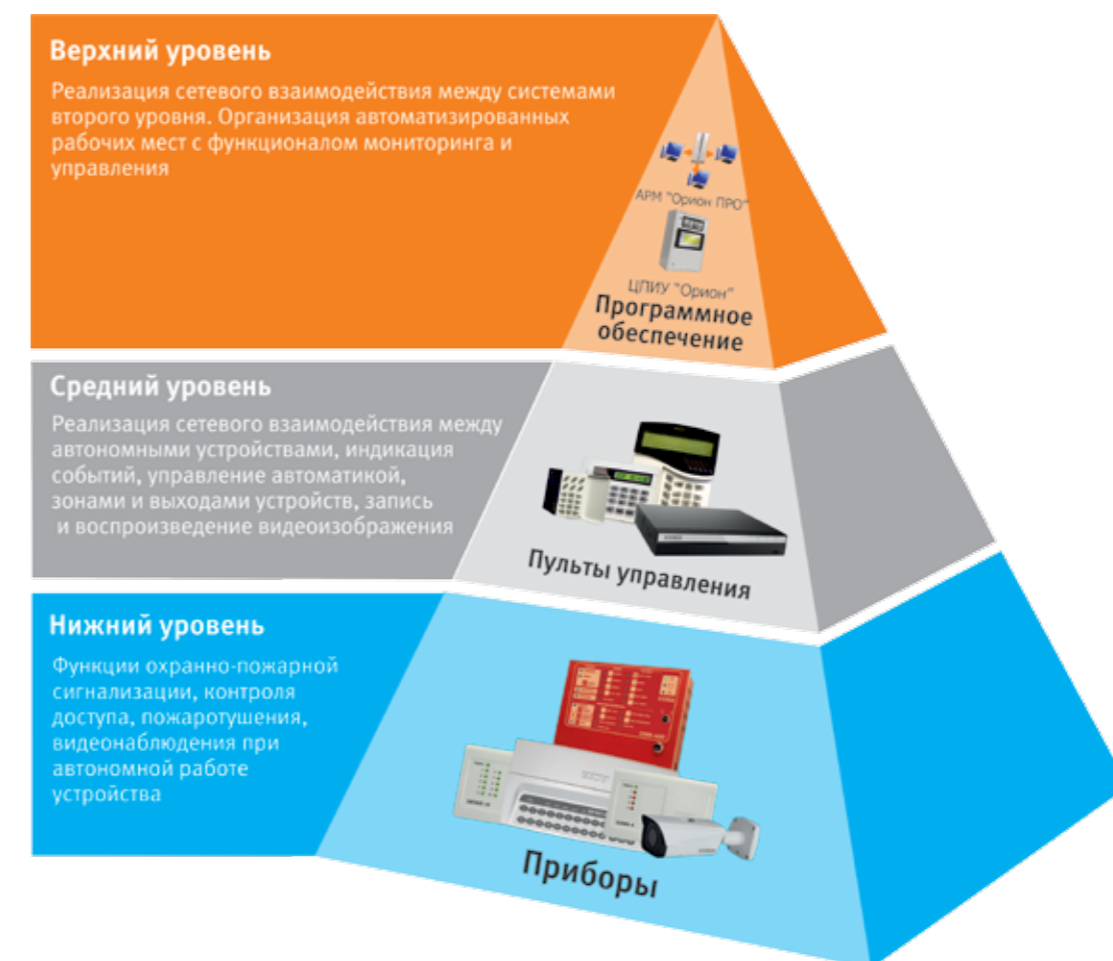 Верхний уровень
Реализация сетевого взаимодействия между системами
второго уровня. Организация автоматизированных
рабочих мест с функционалом мониторинга и
управления
АРМ "Орион ПРО"
ЦПИУ "Орион"
Программное
обеспечение
Средний уровень
Реализация сетевого взаимодействия между
автономными устройствами, индикация
событий, управление автоматикой,
зонами и выходами устройств, запись
и воспроизведение видеоизображения
Пульты управления
Нижний уровень
Функции охранно-пожарной
сигнализации, контроля
доступа, пожаротушения,
видеонаблюдения при
автономной работе
устройства
Приборы